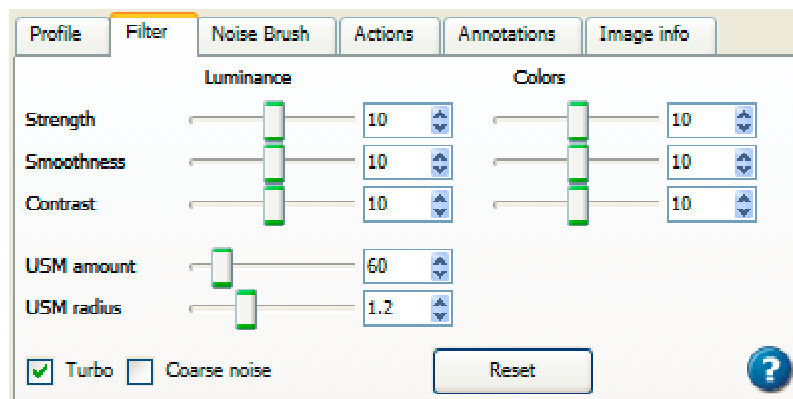 Profile Filter Noise Brush Actions Annotations Image info
Luminance Colors
Strength 10 10
Smoothness 10 10
Contrast 10 10
USM amount 60
USM radius 1.2
Turbo Coarse noise Reset ?